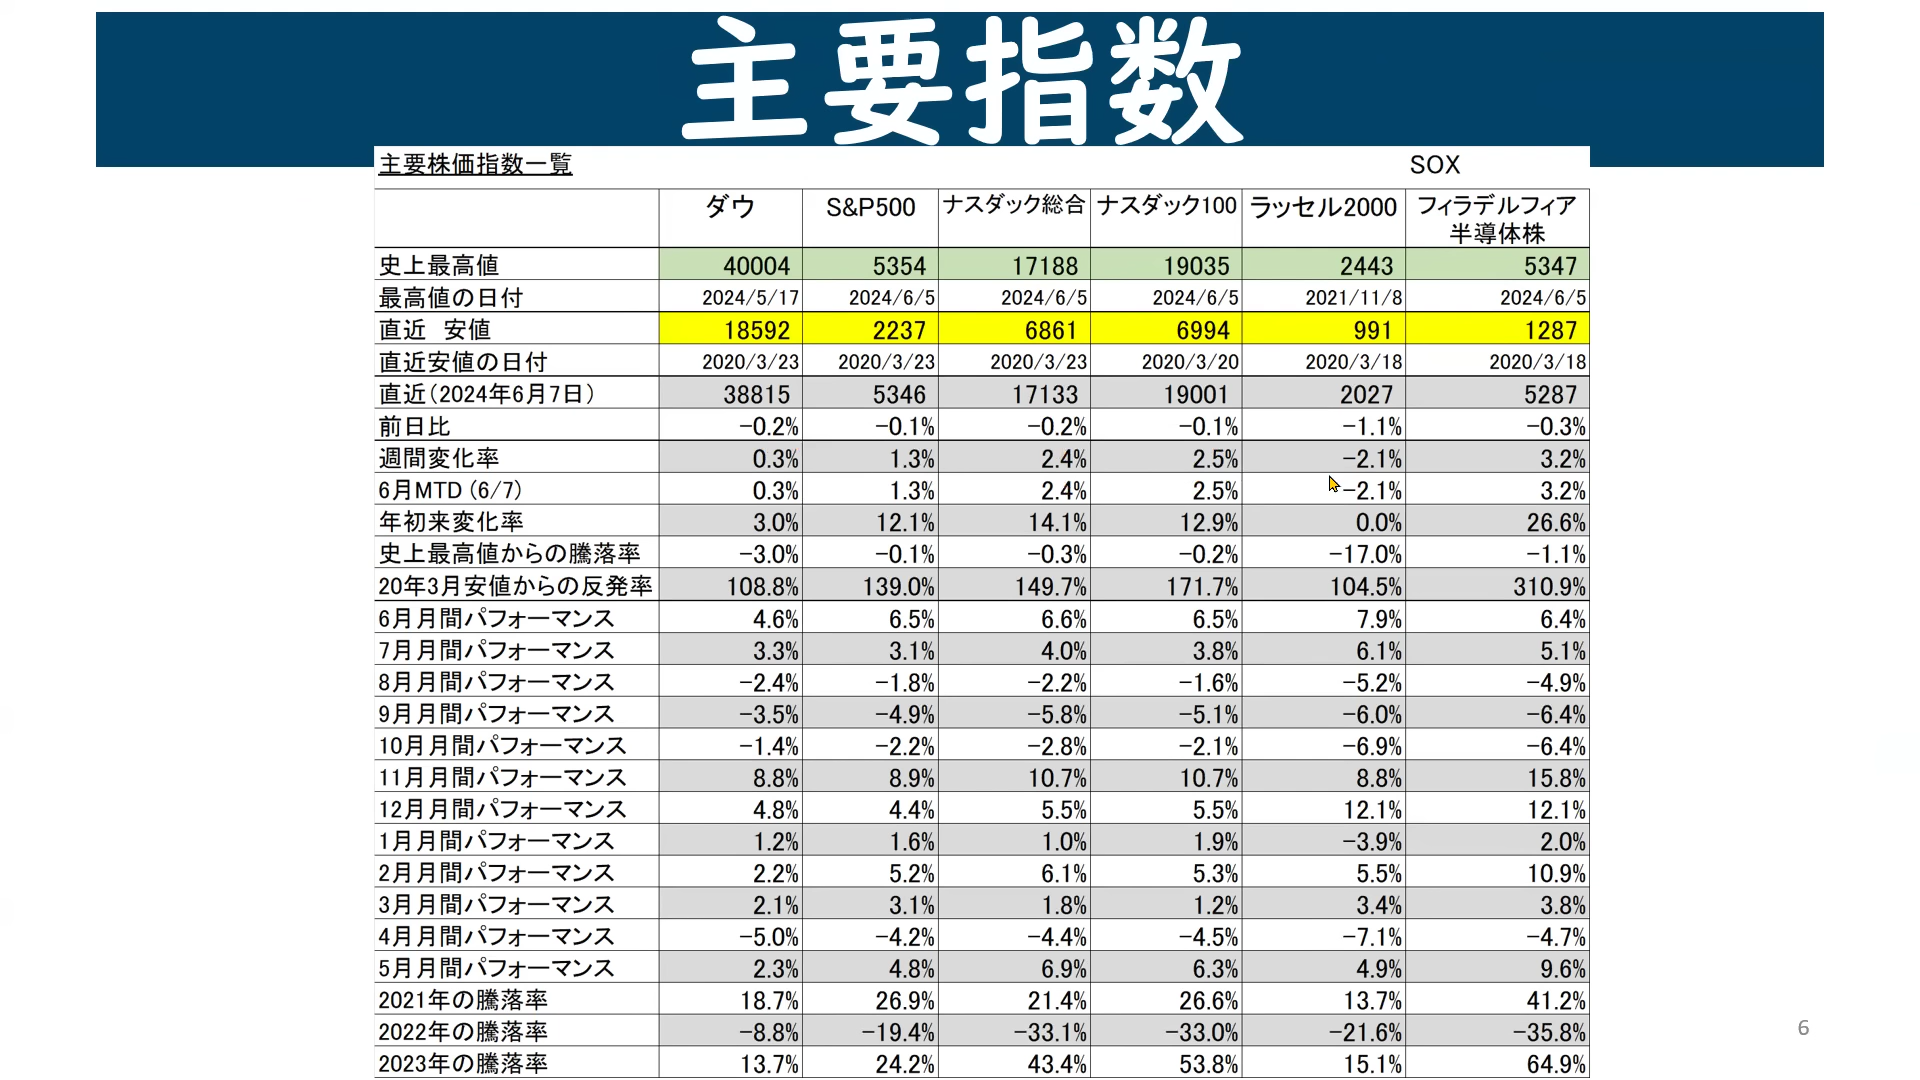 主要指数
主要株価指数一覧 SOX
ダウ S&P500 ナスダック総合 ナスダック100 ラッセル2000 フィラデルフィア
半導体株
史上最高値 40004 5354 17188 19035 2443 5347
最高値の日付 2024/5/17 2024/6/5 2024/6/5 2024/6/5 2021/11/8 2024/6/5
直近 安値 18592 2237 6861 6994 991 1287
直近安値の日付 2020/3/23 2020/3/23 2020/3/23 2020/3/20 2020/3/18 2020/3/18
直近(2024年6月7日) 38815 5346 17133 19001 2027 5287
前日比 -0.2% -0.1% -0.2% -0.1% -1.1% -0.3%
週間変化率 0.3% 1.3% 2.4% 2.5% -2.1% 3.2%
6月MTD (6/7) 0.3% 1.3% 2.4% 2.5% -2.1% 3.2%
年初来変化率 3.0% 12.1% 14.1% 12.9% 0.0% 26.6%
史上最高値からの騰落率 -3.0% -0.1% -0.3% -0.2% -17.0% -1.1%
20年3月安値からの反発率 108.8% 139.0% 149.7% 171.7% 104.5% 310.9%
6月月間パフォーマンス 4.6% 6.5% 6.6% 6.5% 7.9% 6.4%
7月月間パフォーマンス 3.3% 3.1% 4.0% 3.8% 6.1% 5.1%
8月月間パフォーマンス -2.4% -1.8% -2.2% -1.6% -5.2% -4.9%
9月月間パフォーマンス -3.5% -4.9% -5.8% -5.1% -6.0% -6.4%
10月月間パフォーマンス -1.4% -2.2% -2.8% -2.1% -6.9% -6.4%
11月月間パフォーマンス 8.8% 8.9% 10.7% 10.7% 8.8% 15.8%
12月月間パフォーマンス 4.8% 4.4% 5.5% 5.5% 12.1% 12.1%
1月月間パフォーマンス 1.2% 1.6% 1.0% 1.9% -3.9% 2.0%
2月月間パフォーマンス 2.2% 5.2% 6.1% 5.3% 5.5% 10.9%
3月月間パフォーマンス 2.1% 3.1% 1.8% 1.2% 3.4% 3.8%
4月月間パフォーマンス -5.0% -4.2% -4.4% -4.5% -7.1% -4.7%
5月月間パフォーマンス 2.3% 4.8% 6.9% 6.3% 4.9% 9.6%
2021年の騰落率 18.7% 26.9% 21.4% 26.6% 13.7% 41.2%
2022年の騰落率 -8.8% -19.4% -33.1% -33.0% -21.6% -35.8%
2023年の騰落率 13.7% 24.2% 43.4% 53.8% 15.1% 64.9%
6